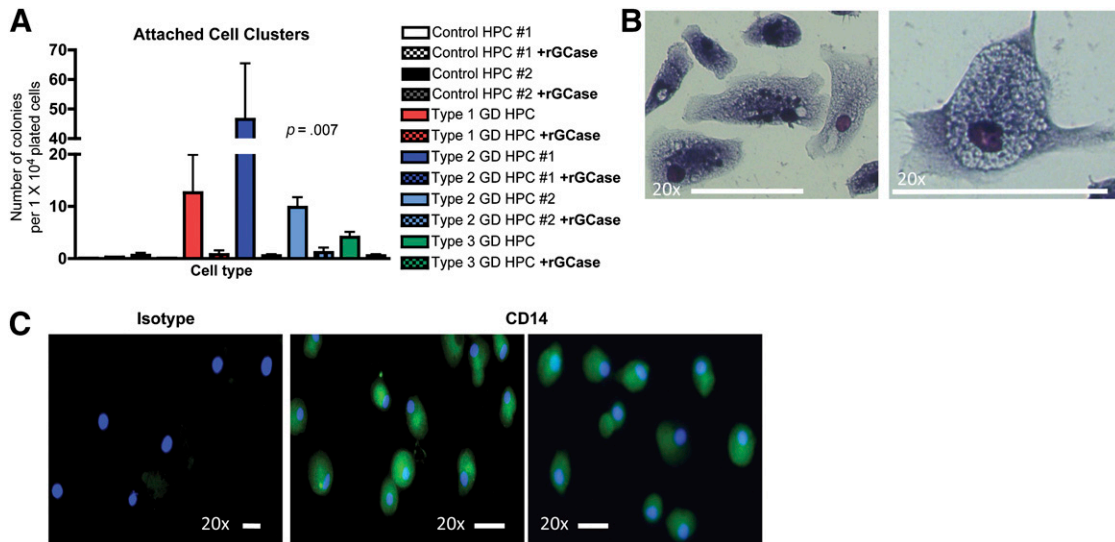 A
Attached Cell Clusters
Number of colonies
per 1 X 10⁴ plated cells
70
60
50
40
20
10
0
p = .007
Cell type
Control HPC #1
Control HPC #1 +rGCase
Control HPC #2
Control HPC #2 +rGCase
Type 1 GD HPC
Type 1 GD HPC +rGCase
Type 2 GD HPC #1
Type 2 GD HPC #1 +rGCase
Type 2 GD HPC #2
Type 2 GD HPC #2 +rGCase
Type 3 GD HPC
Type 3 GD HPC +rGCase
B
20x
20x
C
Isotype
CD14
20x
20x
20x